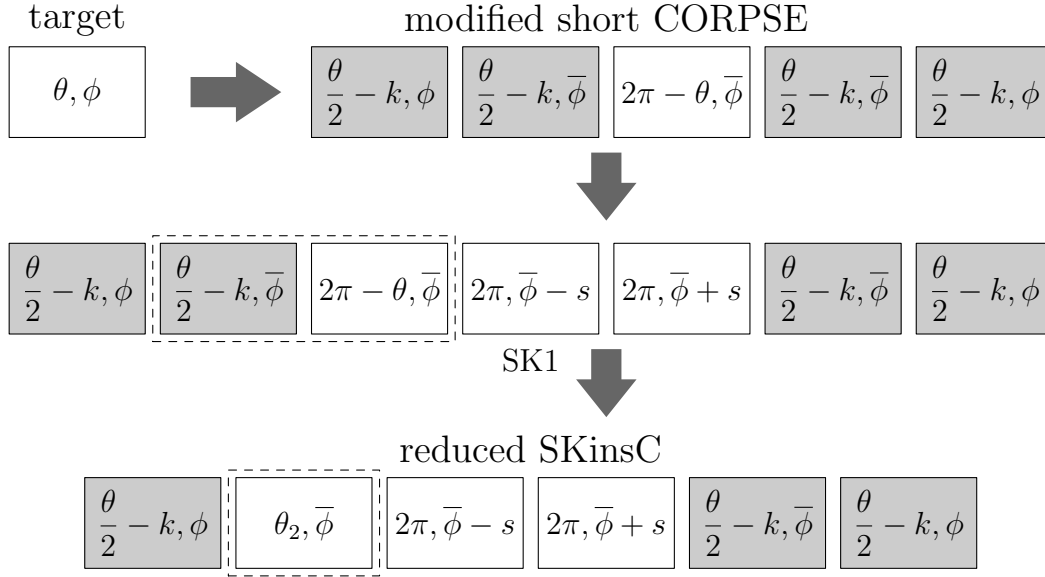 target
modified short CORPSE
θ, ϕ
θ/2 − k, ϕ
θ/2 − k, ϕ̅
2π − θ, ϕ̅
θ/2 − k, ϕ̅
θ/2 − k, ϕ
θ/2 − k, ϕ
θ/2 − k, ϕ̅
2π − θ, ϕ̅
2π, ϕ̅ − s
2π, ϕ̅ + s
θ/2 − k, ϕ̅
θ/2 − k, ϕ
SK1
reduced SKinsC
θ/2 − k, ϕ
θ₂, ϕ̅
2π, ϕ̅ − s
2π, ϕ̅ + s
θ/2 − k, ϕ̅
θ/2 − k, ϕ